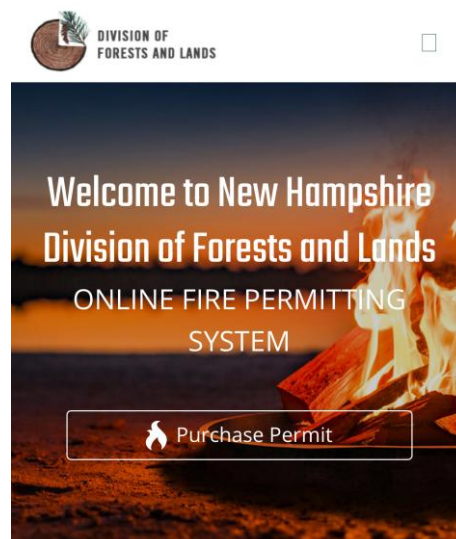 DIVISION OF
FORESTS AND LANDS
Welcome to New Hampshire
Division of Forests and Lands
ONLINE FIRE PERMITTING
SYSTEM
Purchase Permit